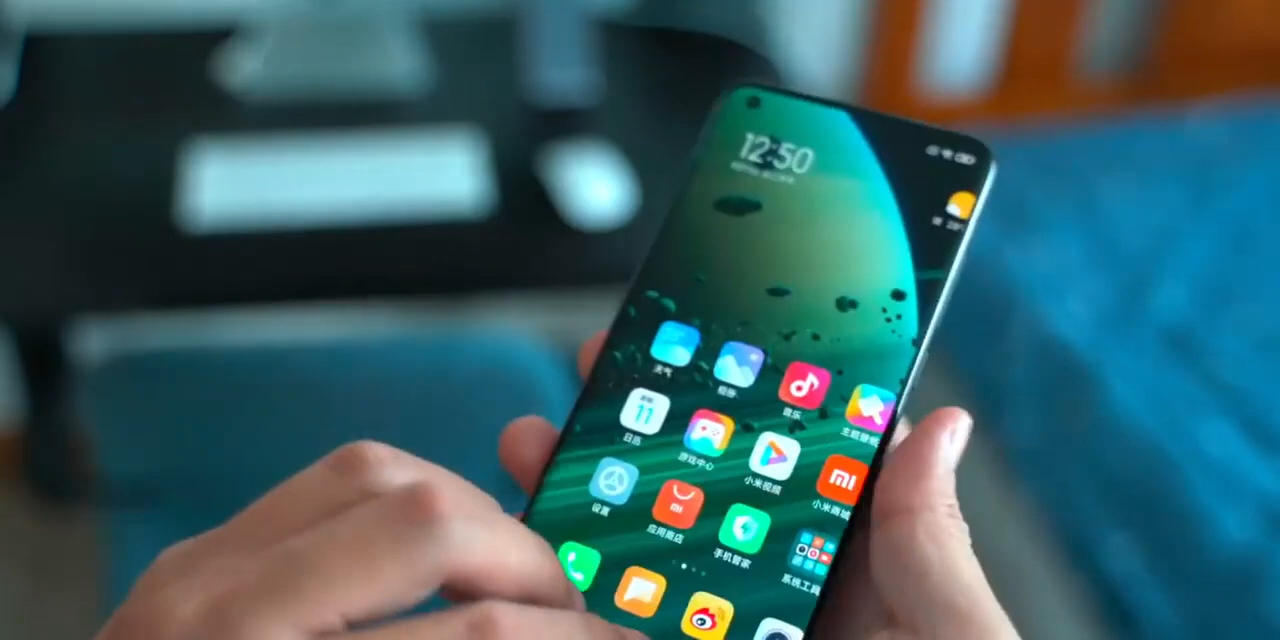 12:50
天气
相册
音乐
主题壁纸
11
日历
游戏中心
小米视频
mi
小米商城
设置
mi
应用商店
手机管家
系统工具